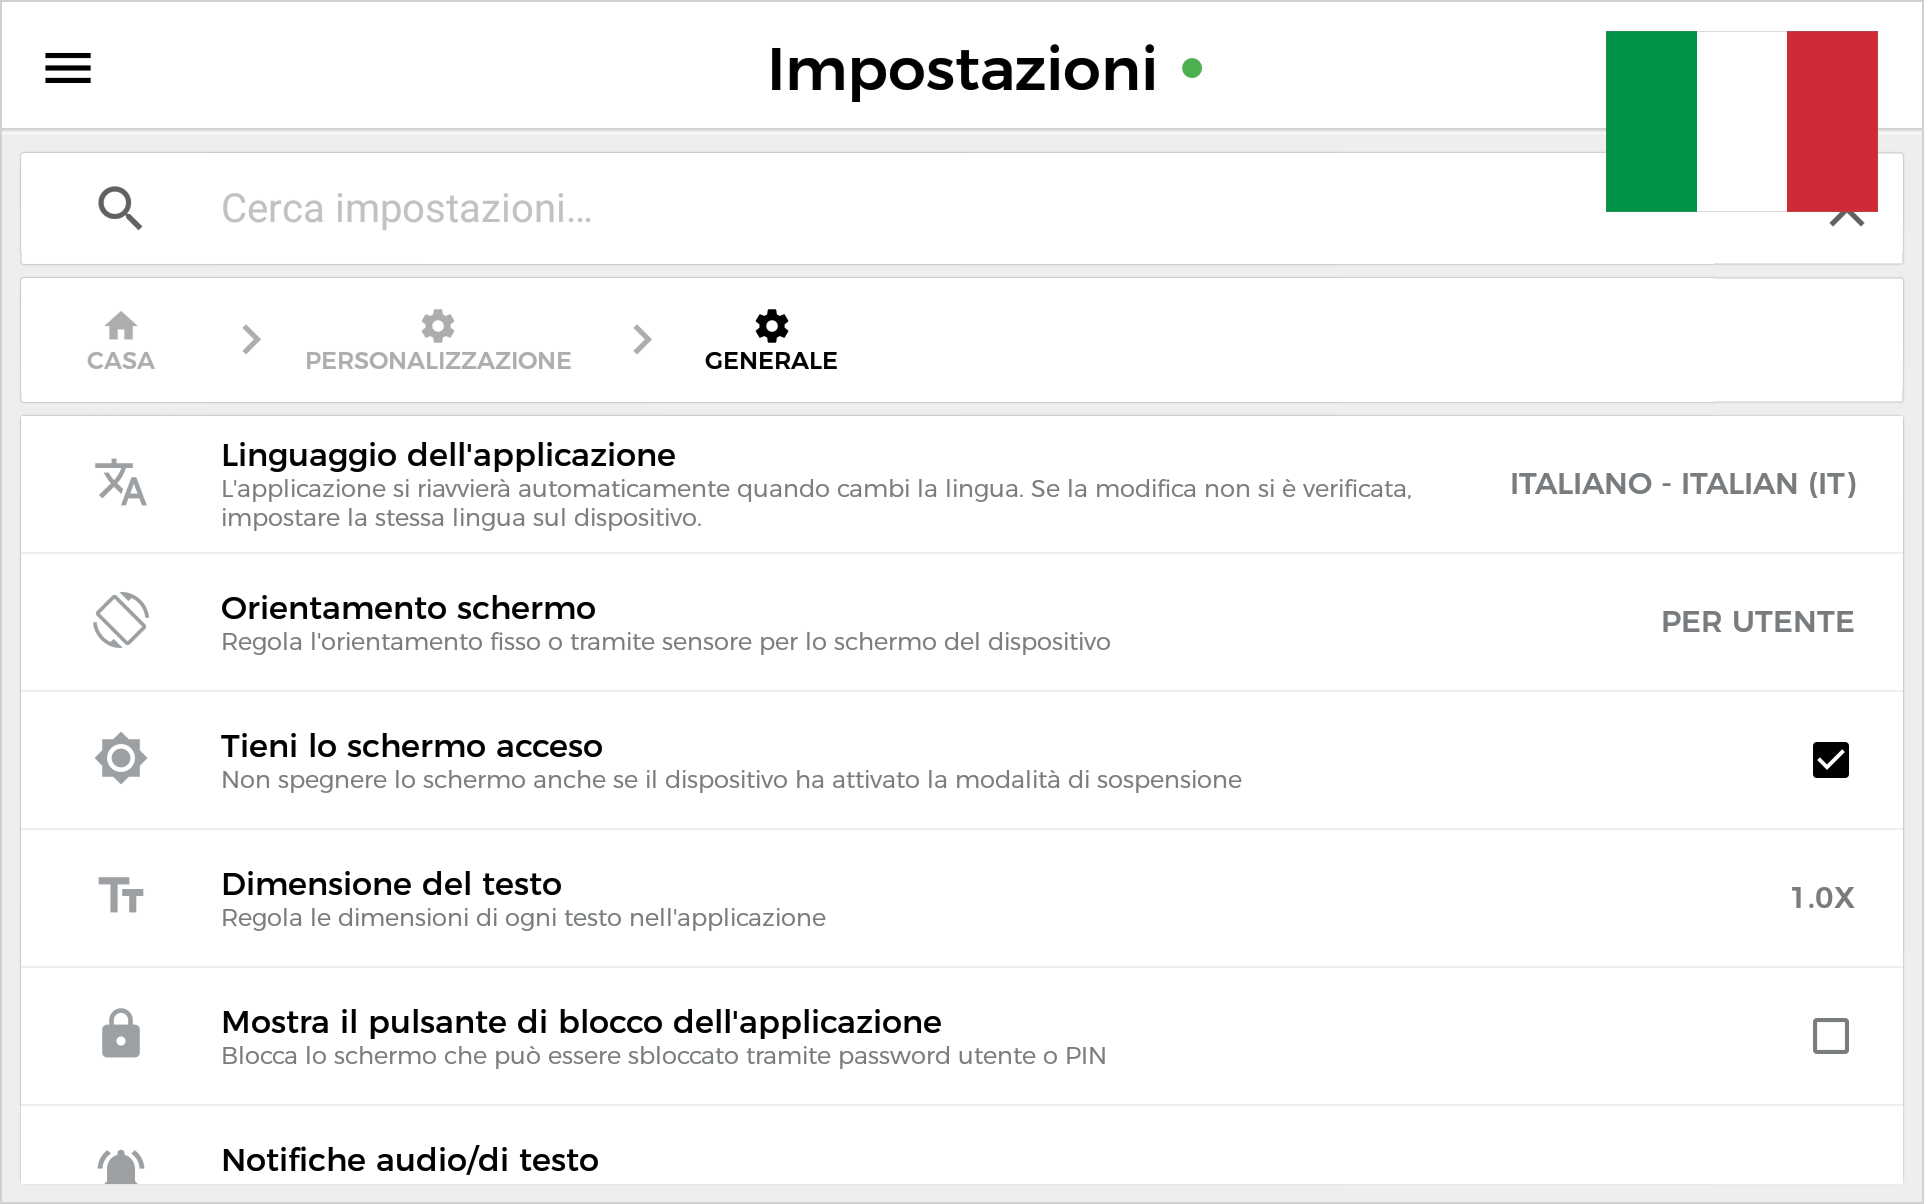 Impostazioni
Cerca impostazioni...
CASA
PERSONALIZZAZIONE
GENERALE
Linguaggio dell'applicazione
L'applicazione si riavvierà automaticamente quando cambi la lingua. Se la modifica non si è verificata,
impostare la stessa lingua sul dispositivo.
ITALIANO - ITALIAN (IT)
Orientamento schermo
Regola l'orientamento fisso o tramite sensore per lo schermo del dispositivo
PER UTENTE
Tieni lo schermo acceso
Non spegnere lo schermo anche se il dispositivo ha attivato la modalità di sospensione
Dimensione del testo
Regola le dimensioni di ogni testo nell'applicazione
1.0X
Mostra il pulsante di blocco dell'applicazione
Blocca lo schermo che può essere sbloccato tramite password utente o PIN
Notifiche audio/di testo